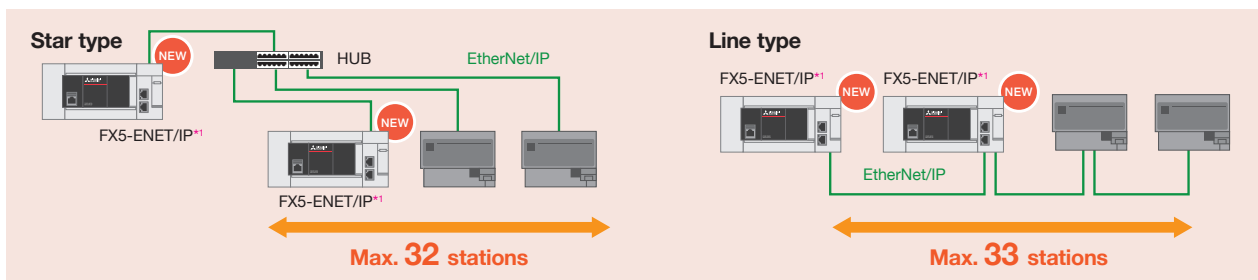 Star type
NEW
HUB
EtherNet/IP
FX5-ENET/IP*1
NEW
FX5-ENET/IP*1
Max. 32 stations
Line type
FX5-ENET/IP*1
NEW
FX5-ENET/IP*1
NEW
EtherNet/IP
Max. 33 stations